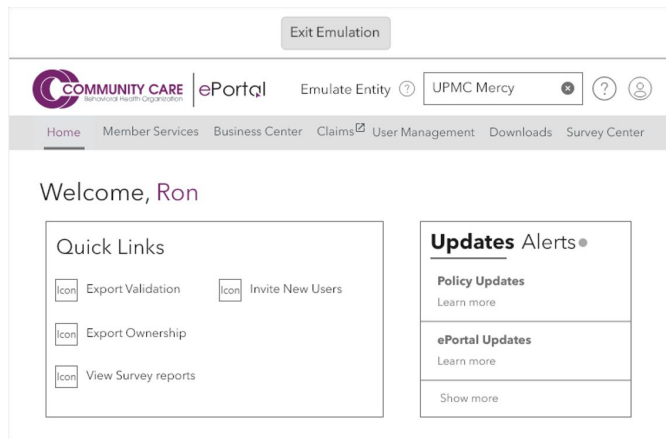 Exit Emulation
COMMUNITY CARE
Behavioral Health Organization
ePortal
Emulate Entity ?
UPMC Mercy
?
Home Member Services Business Center Claims User Management Downloads Survey Center
Welcome, Ron
Quick Links
Icon Export Validation
Icon Invite New Users
Icon Export Ownership
Icon View Survey reports
Updates Alerts
Policy Updates
Learn more
ePortal Updates
Learn more
Show more